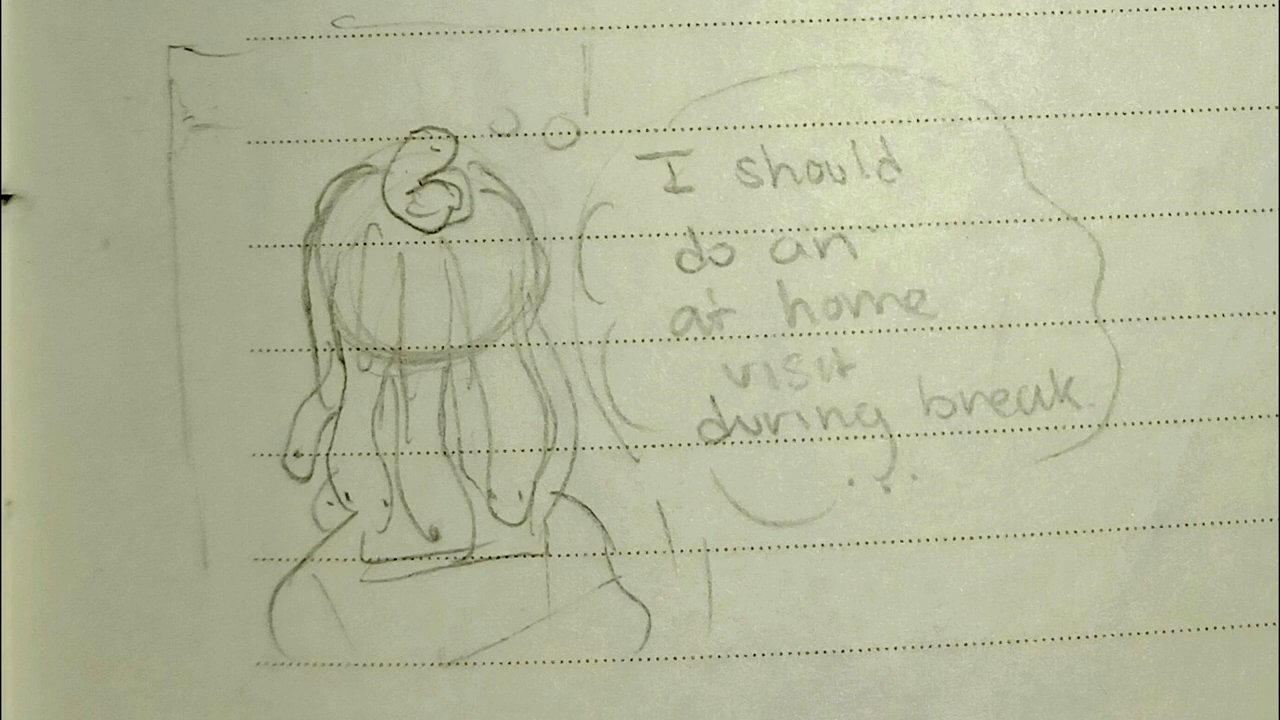 I should
do an
at home
visit
during break.
...